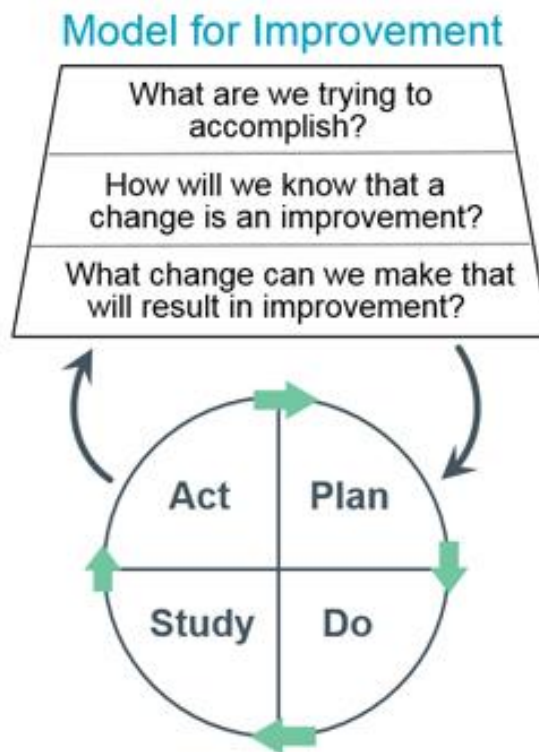 Model for Improvement
What are we trying to
accomplish?
How will we know that a
change is an improvement?
What change can we make that
will result in improvement?
Act
Plan
Study
Do